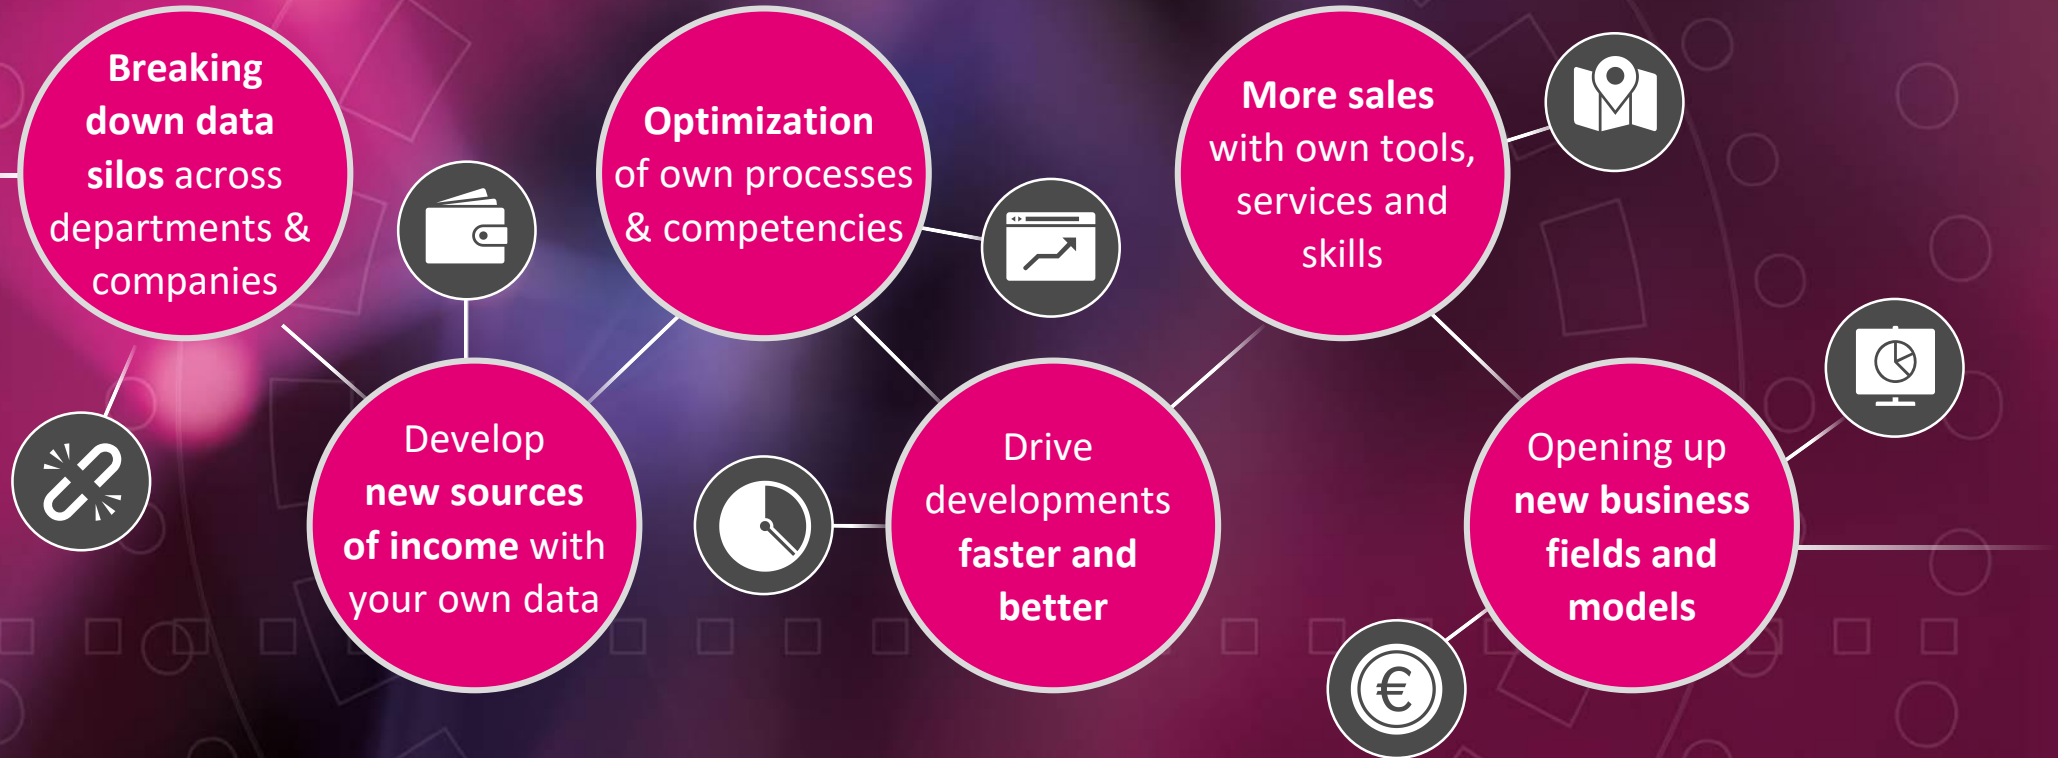 Breaking
down data
silos across
departments &
companies
Develop
new sources
of income with
your own data
Optimization
of own processes
& competencies
Drive
developments
faster and
better
More sales
with own tools,
services and
skills
Opening up
new business
fields and
models
€